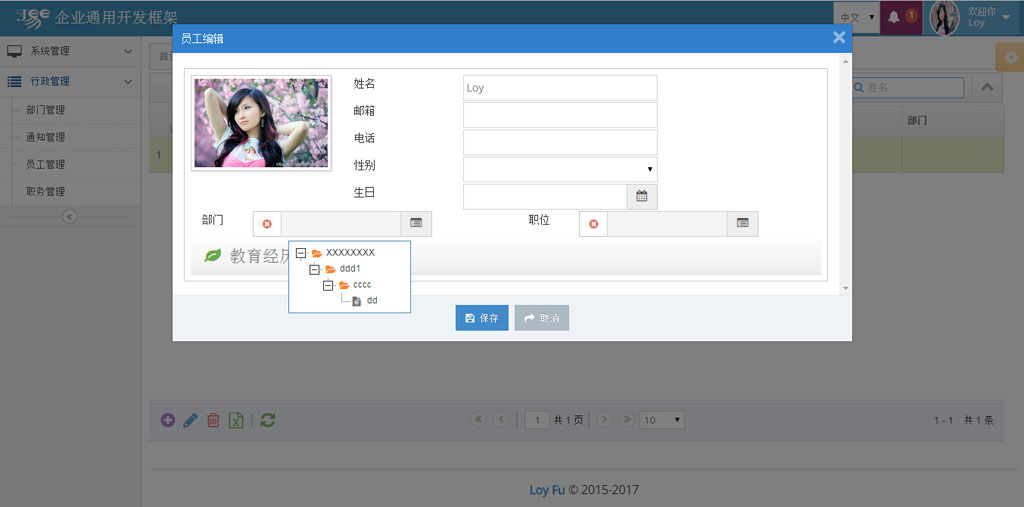 企业通用开发框架
中文
1
欢迎你
Loy
系统管理
行政管理
部门管理
通知管理
员工管理
职务管理
员工编辑
姓名
Loy
邮箱
电话
性别
生日
部门
职位
教育经历
XXXXXXXX
ddd1
cccc
dd
保存
取消
姓名
部门
1
1 共 1 页
10
1 - 1 共 1 条
Loy Fu © 2015-2017